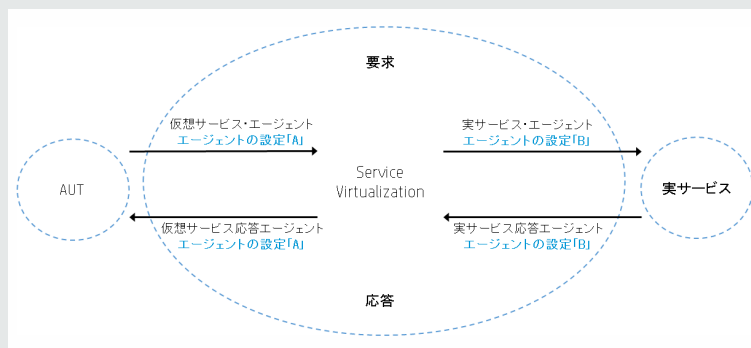 要求
仮想サービス・エージェント
エージェントの設定「A」
実サービス・エージェント
エージェントの設定「B」
AUT
Service
Virtualization
実サービス
仮想サービス応答エージェント
エージェントの設定「A」
実サービス応答エージェント
エージェントの設定「B」
応答